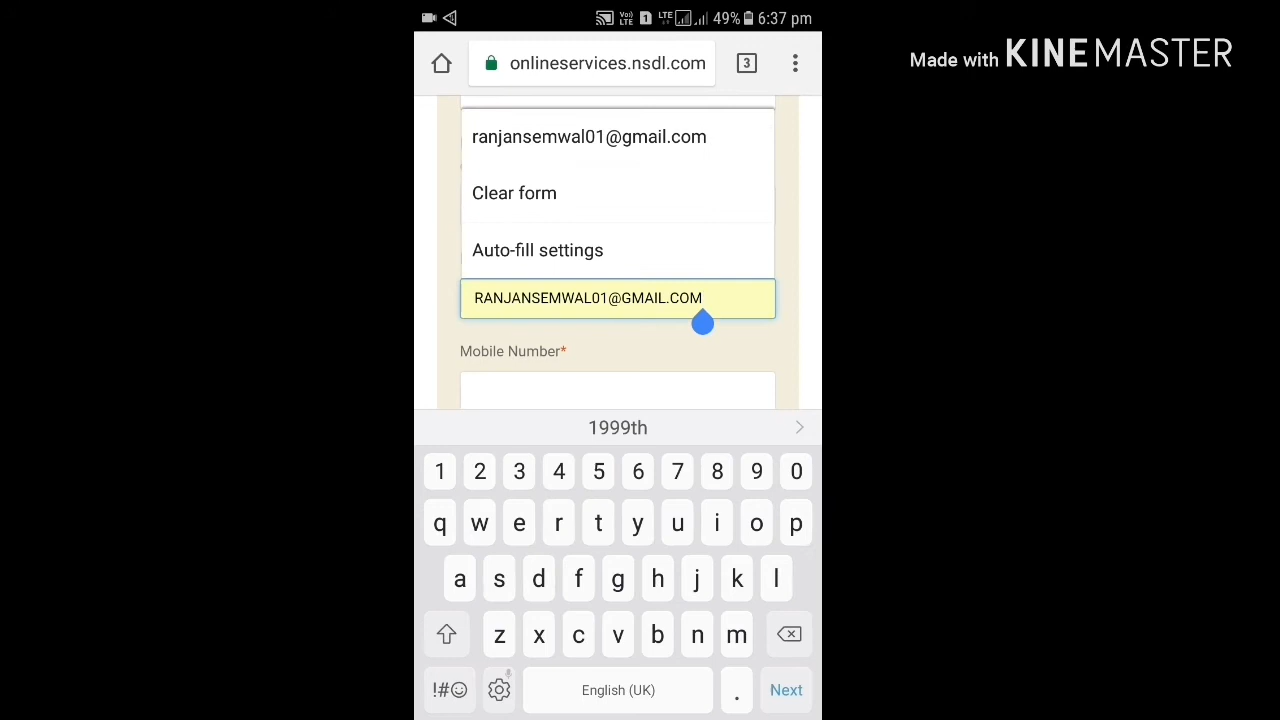 49% 6:37 pm
Made with KINEMASTER
onlineservices.nsdl.com
3
ranjansemwal01@gmail.com
Clear form
Auto-fill settings
RANJANSEMWAL01@GMAIL.COM
Mobile Number*
1999th
1 2 3 4 5 6 7 8 9 0
q w e r t y u i o p
a s d f g h j k l
z x c v b n m
!#☺ English (UK) . Next